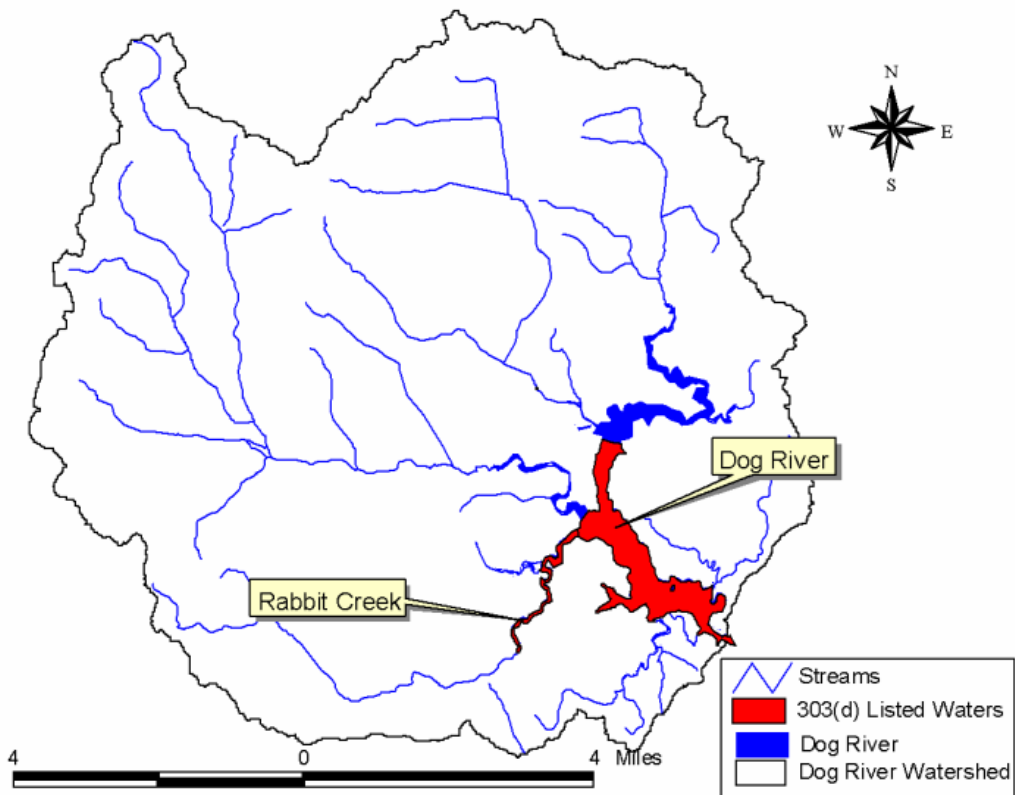 N
W E
S
Dog River
Rabbit Creek
Streams
303(d) Listed Waters
Dog River
Dog River Watershed
4 0 4 Miles